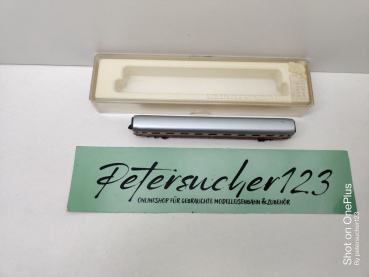 Petersucher123
ONLINESHOP FÜR GEBRAUCHTE MODELLEISENBAHN & ZUBEHÖR
Shot on OnePlus
By petersucher123